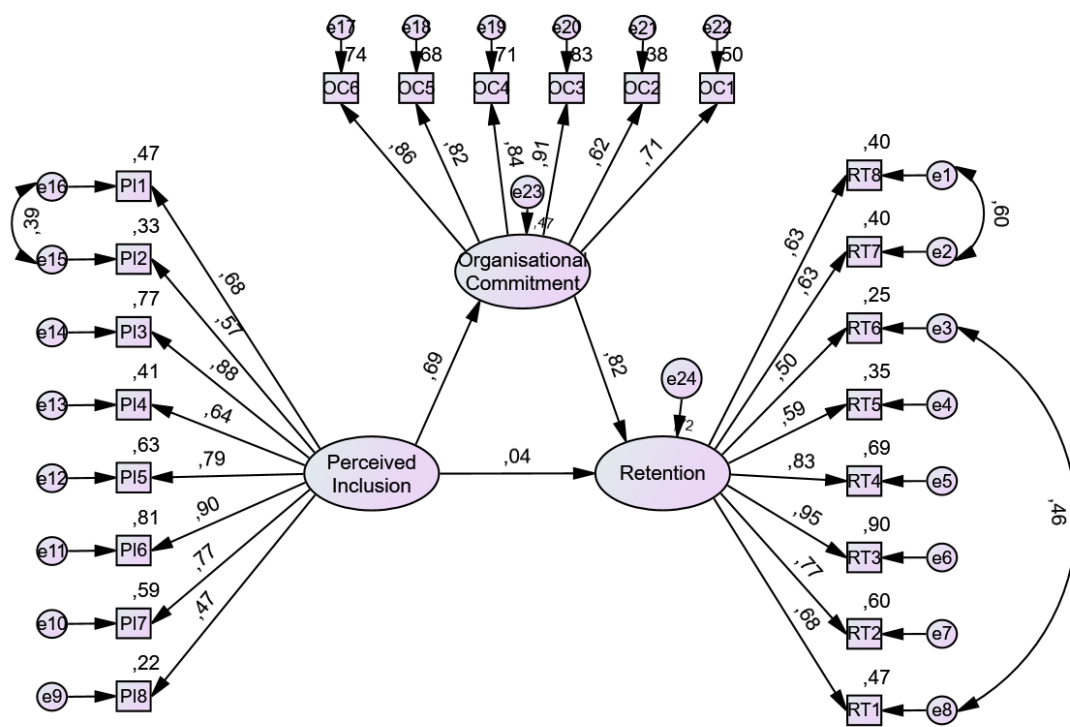 e17 e18 e19 e20 e21 e22
,74 ,68 ,71 ,83 ,38 ,50
OC6 OC5 OC4 OC3 OC2 OC1
,86 ,82 ,84 ,91 ,62 ,71
e23
,47
Organisational
Commitment
,47
e16 PI1
,39
,33
e15 PI2
,77
e14 PI3
,41
e13 PI4
,63
e12 PI5
,81
e11 PI6
,59
e10 PI7
,22
e9 PI8
,68
,57
,88
,64
,79
,90
,77
,47
Perceived
Inclusion
,69
,04
,82
e24
Retention
,63
,63
,50
,59
,83
,95
,77
,68
,40
RT8 e1
,60
,40
RT7 e2
,25
RT6 e3
,35
RT5 e4
,69
RT4 e5
,46
,90
RT3 e6
,60
RT2 e7
,47
RT1 e8